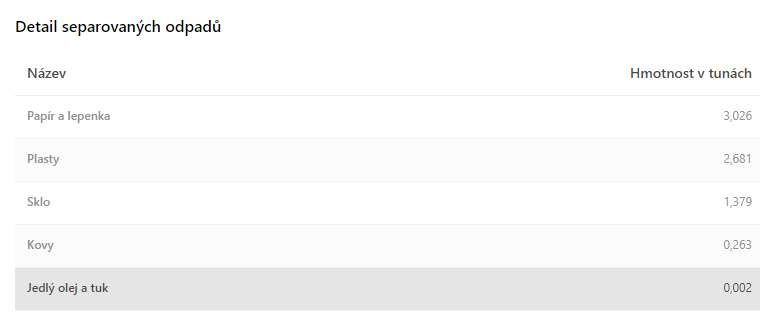 Detail separovaných odpadů
Název Hmotnost v tunách
Papír a lepenka 3,026
Plasty 2,681
Sklo 1,379
Kovy 0,263
Jedlý olej a tuk 0,002